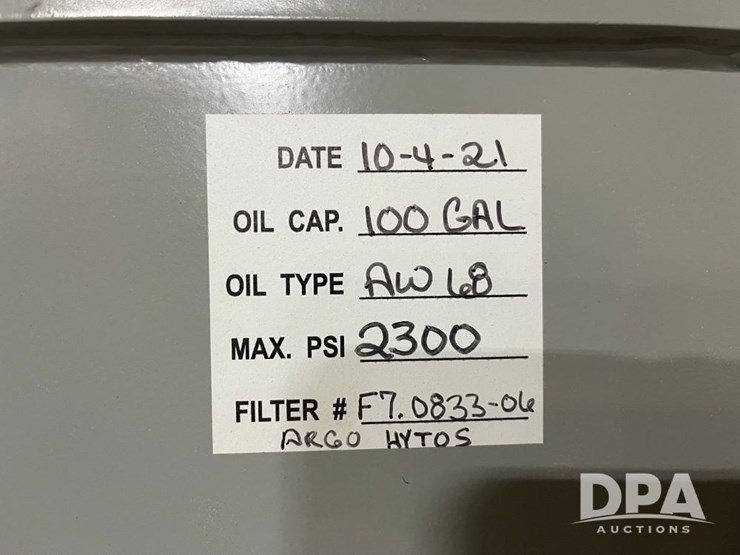 DATE 10-4-21
OIL CAP. 100 GAL
OIL TYPE AW 68
MAX. PSI 2300
FILTER # F7.0833-06
ARGO HYTOS
DPA
AUCTIONS